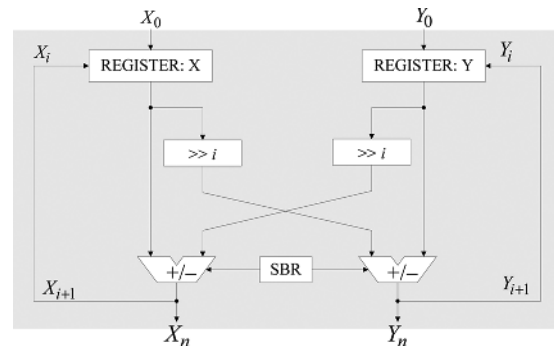 X₀ Y₀
Xᵢ Yᵢ
REGISTER: X REGISTER: Y
>> i >> i
+/− SBR +/−
Xᵢ₊₁ Yᵢ₊₁
Xₙ Yₙ